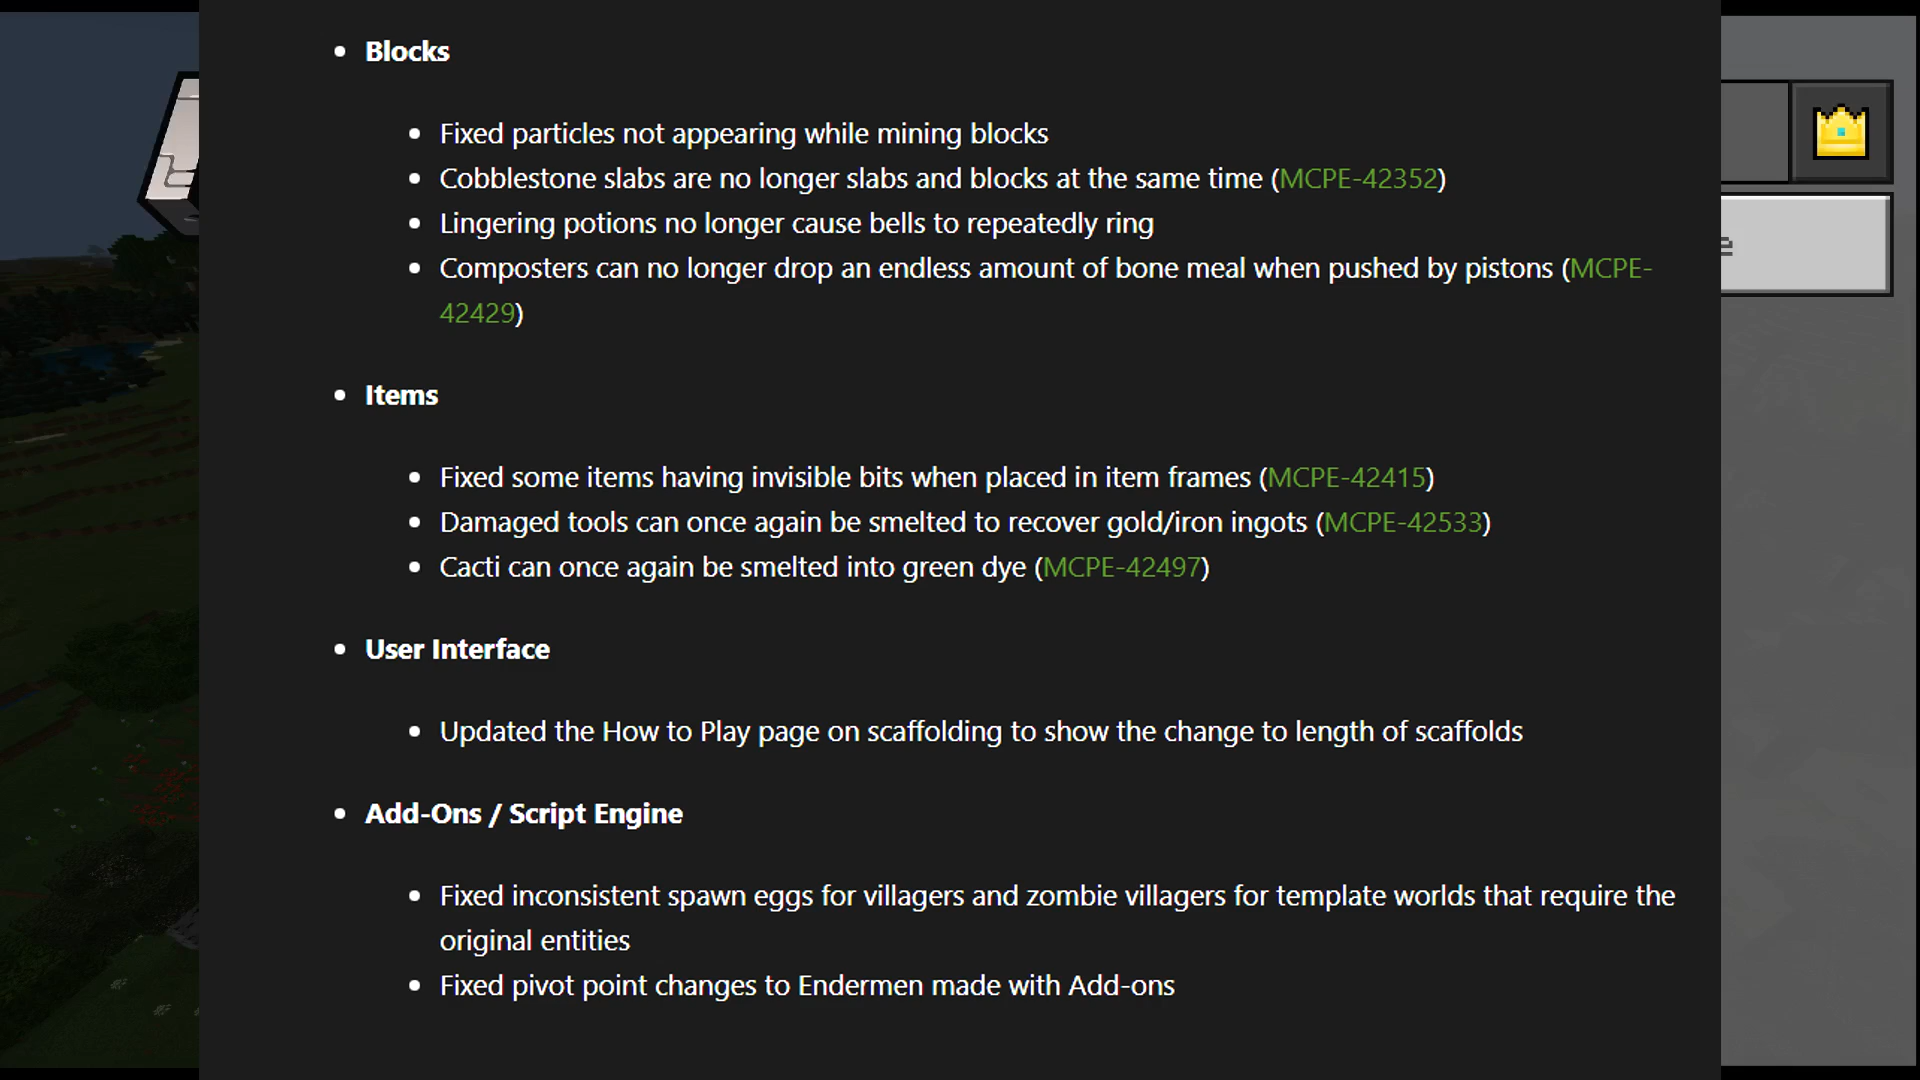 Blocks
Fixed particles not appearing while mining blocks
Cobblestone slabs are no longer slabs and blocks at the same time (MCPE-42352)
Lingering potions no longer cause bells to repeatedly ring
Composters can no longer drop an endless amount of bone meal when pushed by pistons (MCPE-
42429)
Items
Fixed some items having invisible bits when placed in item frames (MCPE-42415)
Damaged tools can once again be smelted to recover gold/iron ingots (MCPE-42533)
Cacti can once again be smelted into green dye (MCPE-42497)
User Interface
Updated the How to Play page on scaffolding to show the change to length of scaffolds
Add-Ons / Script Engine
Fixed inconsistent spawn eggs for villagers and zombie villagers for template worlds that require the
original entities
Fixed pivot point changes to Endermen made with Add-ons